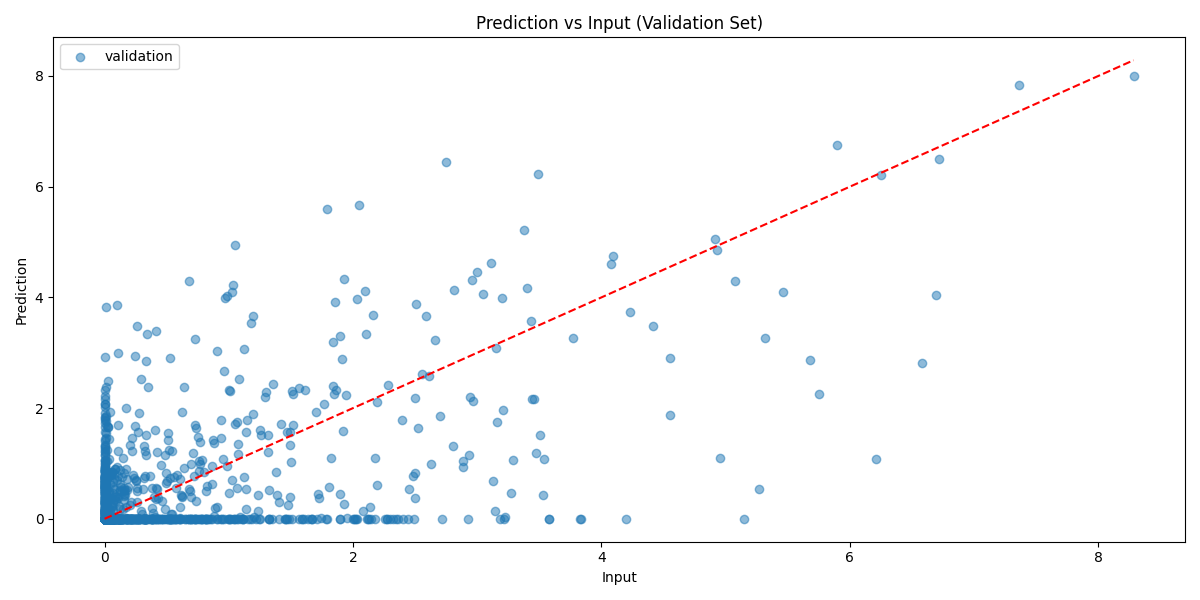 Prediction vs Input (Validation Set)
validation
Prediction
8
6
4
2
0
0 2 4 6 8
Input